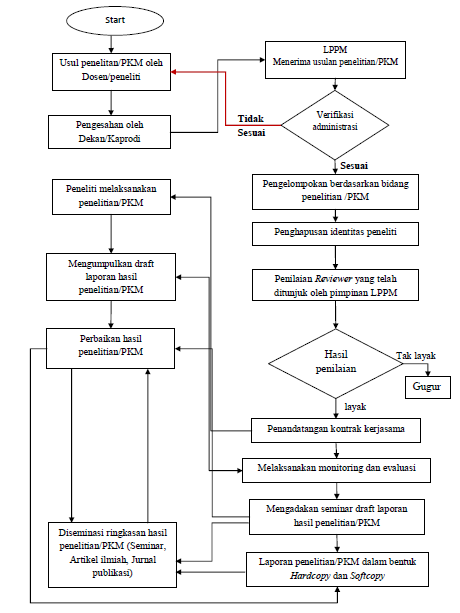 Start
Usul penelitan/PKM oleh
Dosen/peneliti
Pengesahan oleh
Dekan/Kaprodi
LPPM
Menerima usulan penelitian/PKM
Verifikasi
administrasi
Tidak
Sesuai
Sesuai
Pengelompokan berdasarkan bidang
penelitian /PKM
Penghapusan identitas peneliti
Penilaian Reviewer yang telah
ditunjuk oleh pimpinan LPPM
Hasil
penilaian
Tak layak
Gugur
layak
Penandatangan kontrak kerjasama
Peneliti melaksanakan
penelitian/PKM
Mengumpulkan draft
laporan hasil
penelitian/PKM
Perbaikan hasil
penelitian/PKM
Melaksanakan monitoring dan evaluasi
Mengadakan seminar draft laporan
hasil penelitian/PKM
Diseminasi ringkasan hasil
penelitian/PKM (Seminar,
Artikel ilmiah, Jurnal
publikasi)
Laporan penelitian/PKM dalam bentuk
Hardcopy dan Softcopy